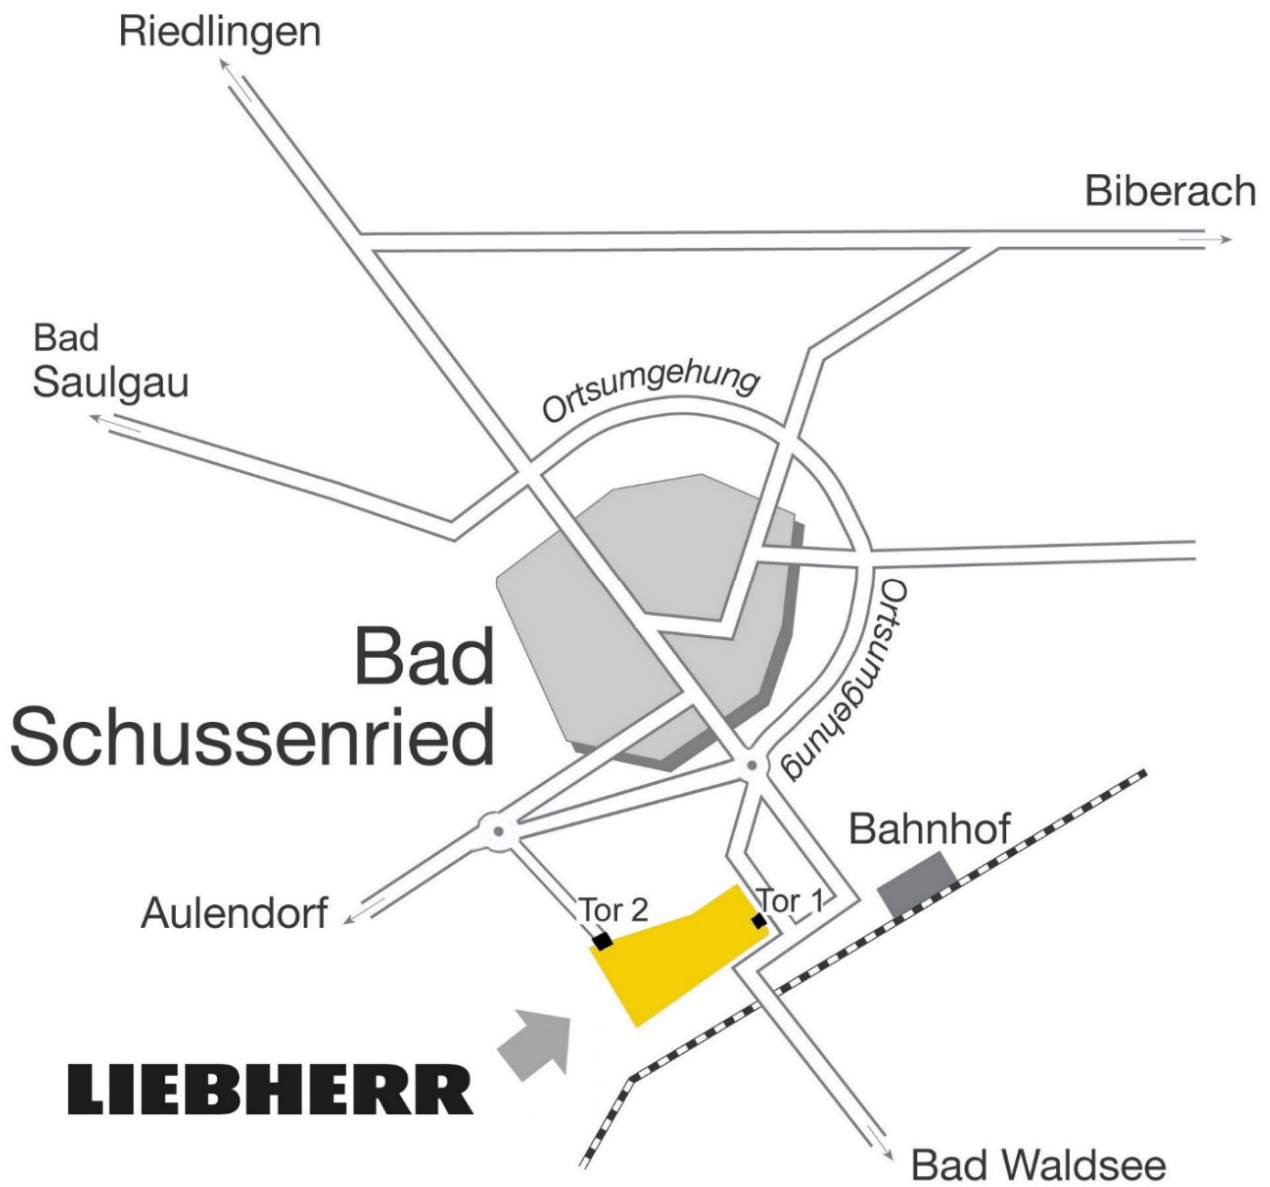 Riedlingen
Biberach
Bad
Saulgau
Ortsumgehung
Ortsumgehung
Bad
Schussenried
Bahnhof
Aulendorf
Tor 2
Tor 1
LIEBHERR
Bad Waldsee